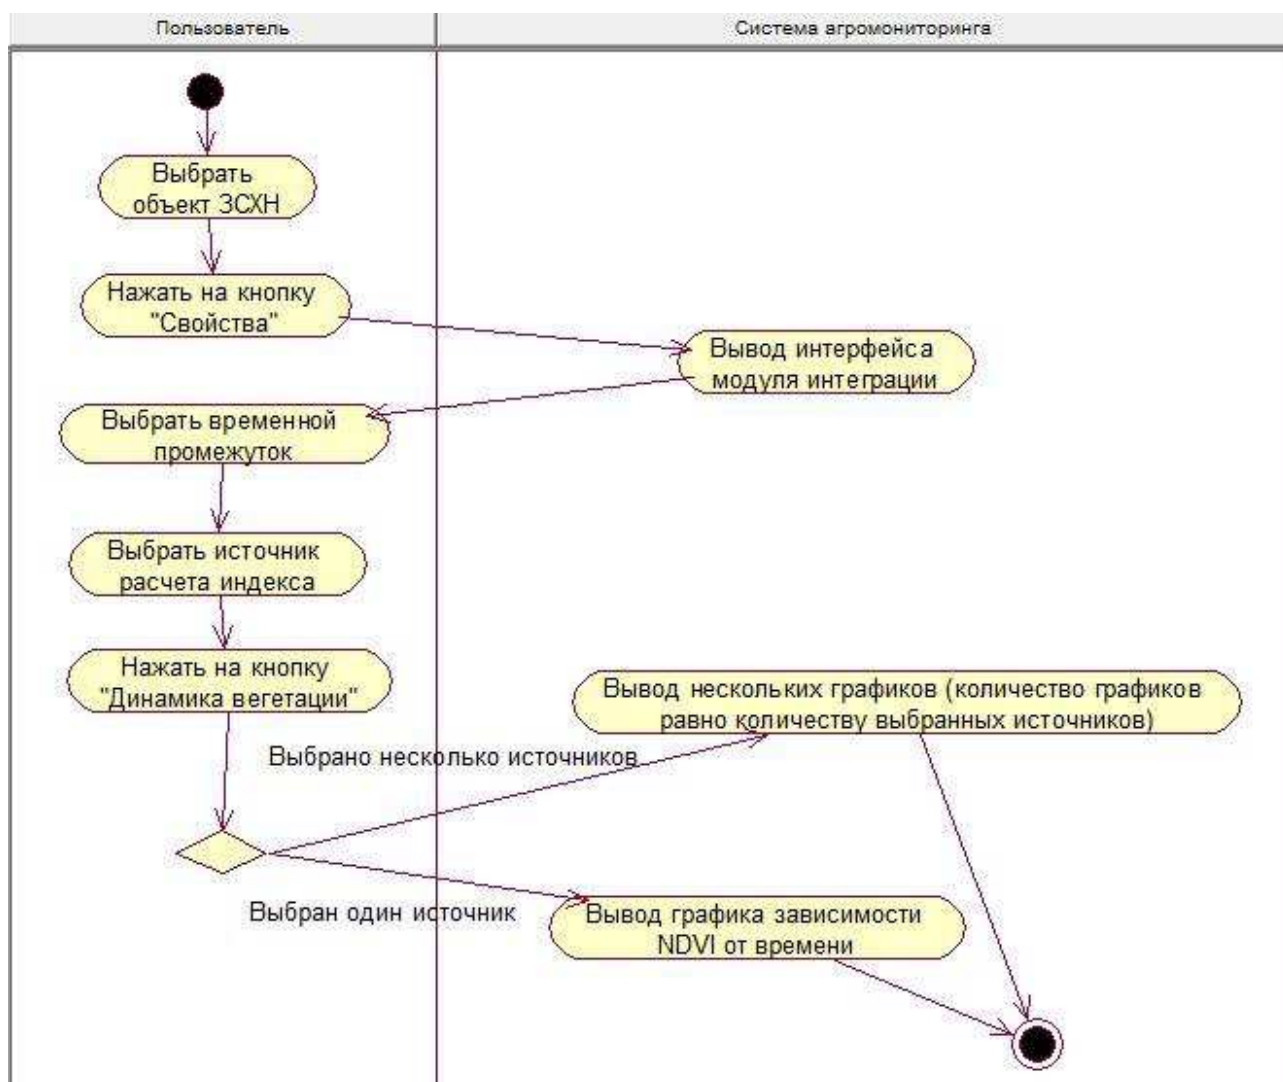 Пользователь
Система агромониторинга
Выбрать
объект ЗСХН
Нажать на кнопку
"Свойства"
Вывод интерфейса
модуля интеграции
Выбрать временной
промежуток
Выбрать источник
расчета индекса
Нажать на кнопку
"Динамика вегетации"
Вывод нескольких графиков (количество графиков
равно количеству выбранных источников)
Выбрано несколько источников
Выбран один источник
Вывод графика зависимости
NDVI от времени